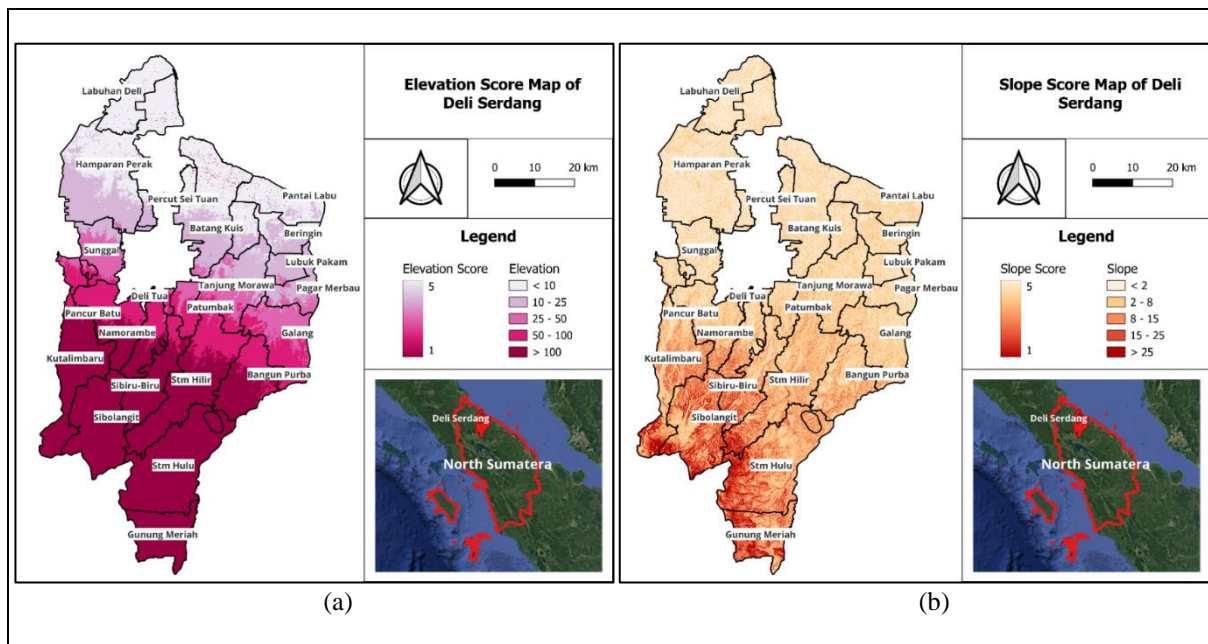 Labuhan Deli
Hamparan Perak
Percut Sei Tuan
Pantai Labu
Batang Kuis
Beringin
Sunggal
Lubuk Pakam
Tanjung Morawa
Pagar Merbau
Deli Tua
Pancur Batu
Patumbak
Namorambe
Galang
Kutalimbaru
Sibiru-Biru
Stm Hilir
Bangun Purba
Sibolangit
Stm Hulu
Gunung Meriah
Elevation Score Map of
Deli Serdang
0 10 20 km
Legend
Elevation Score
5
1
Elevation
< 10
10 - 25
25 - 50
50 - 100
> 100
Deli Serdang
North Sumatera
(a)
Labuhan Deli
Hamparan Perak
Percut Sei Tuan
Pantai Labu
Batang Kuis
Beringin
Sunggal
Lubuk Pakam
Tanjung Morawa
Pagar Merbau
Deli Tua
Pancur Batu
Patumbak
Namorambe
Galang
Kutalimbaru
Sibiru-Biru
Stm Hilir
Bangun Purba
Sibolangit
Stm Hulu
Gunung Meriah
Slope Score Map of Deli
Serdang
0 10 20 km
Legend
Slope Score
5
1
Slope
< 2
2 - 8
8 - 15
15 - 25
> 25
Deli Serdang
North Sumatera
(b)